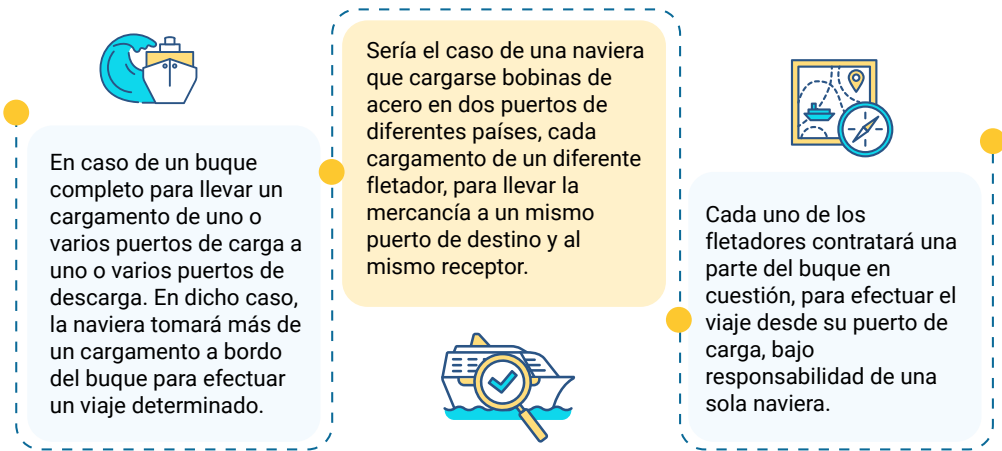 En caso de un buque
completo para llevar un
cargamento de uno o
varios puertos de carga a
uno o varios puertos de
descarga. En dicho caso,
la naviera tomará más de
un cargamento a bordo
del buque para efectuar
un viaje determinado.
Sería el caso de una naviera
que cargarse bobinas de
acero en dos puertos de
diferentes países, cada
cargamento de un diferente
fletador, para llevar la
mercancía a un mismo
puerto de destino y al
mismo receptor.
Cada uno de los
fletadores contratará una
parte del buque en
cuestión, para efectuar el
viaje desde su puerto de
carga, bajo
responsabilidad de una
sola naviera.